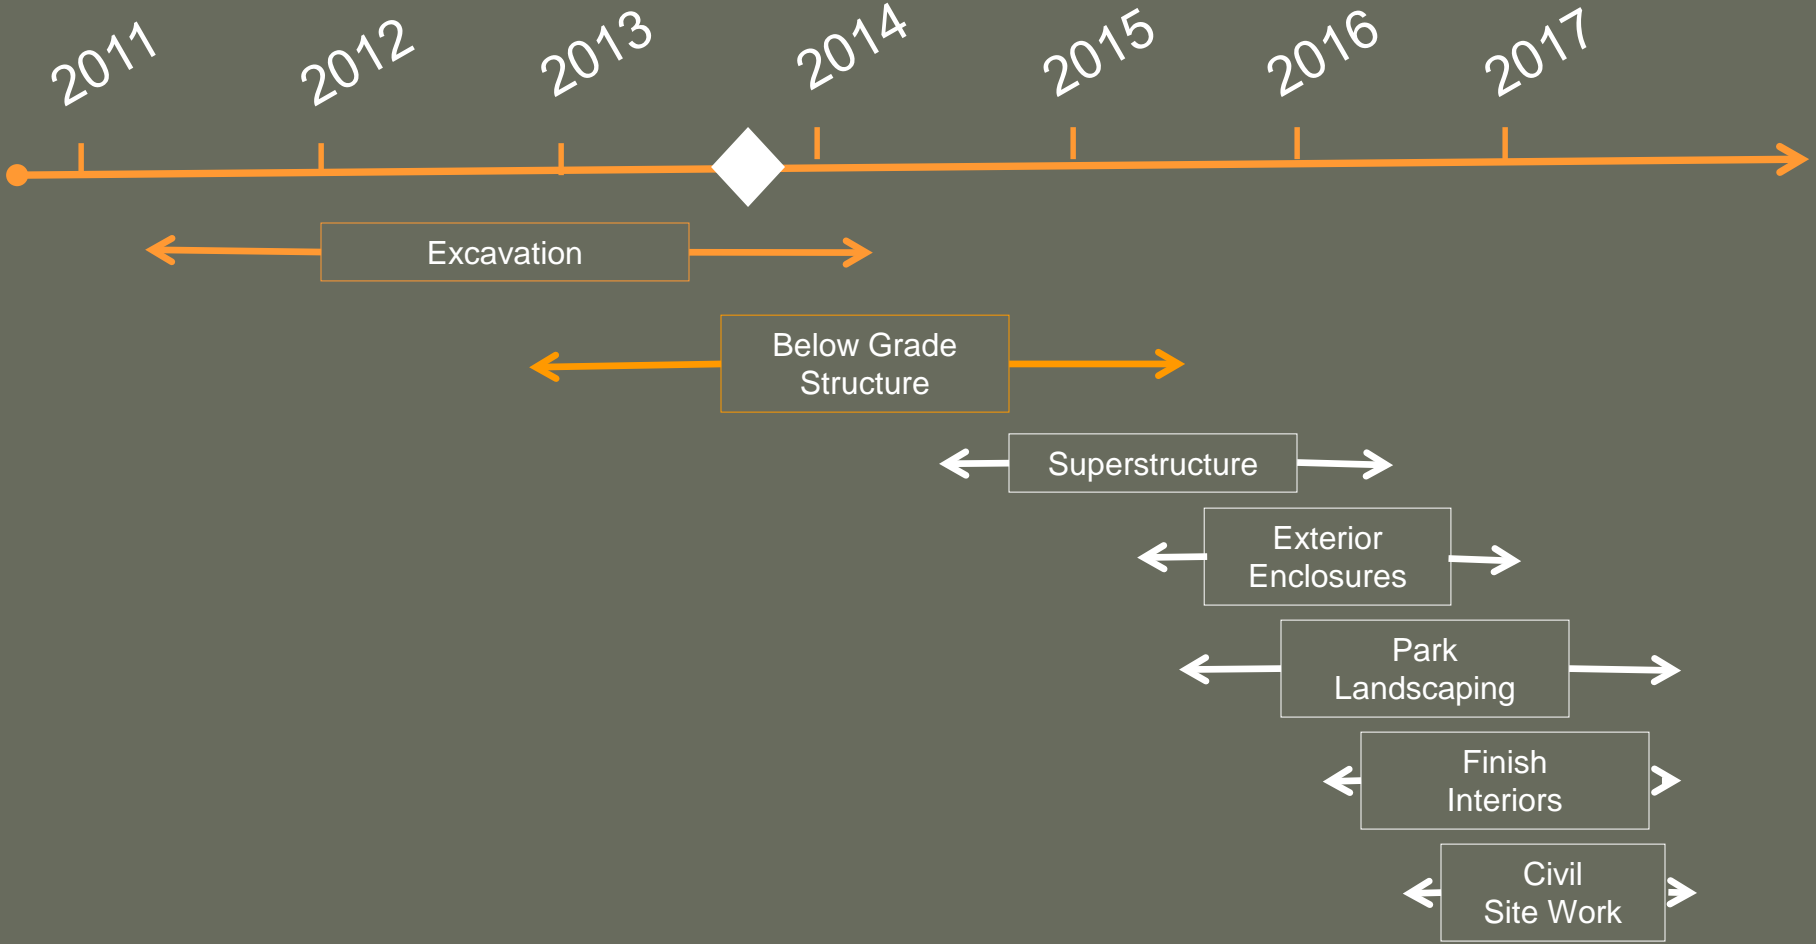 2011
2012
2013
2014
2015
2016
2017
Excavation
Below Grade
Structure
Superstructure
Exterior
Enclosures
Park
Landscaping
Finish
Interiors
Civil
Site Work